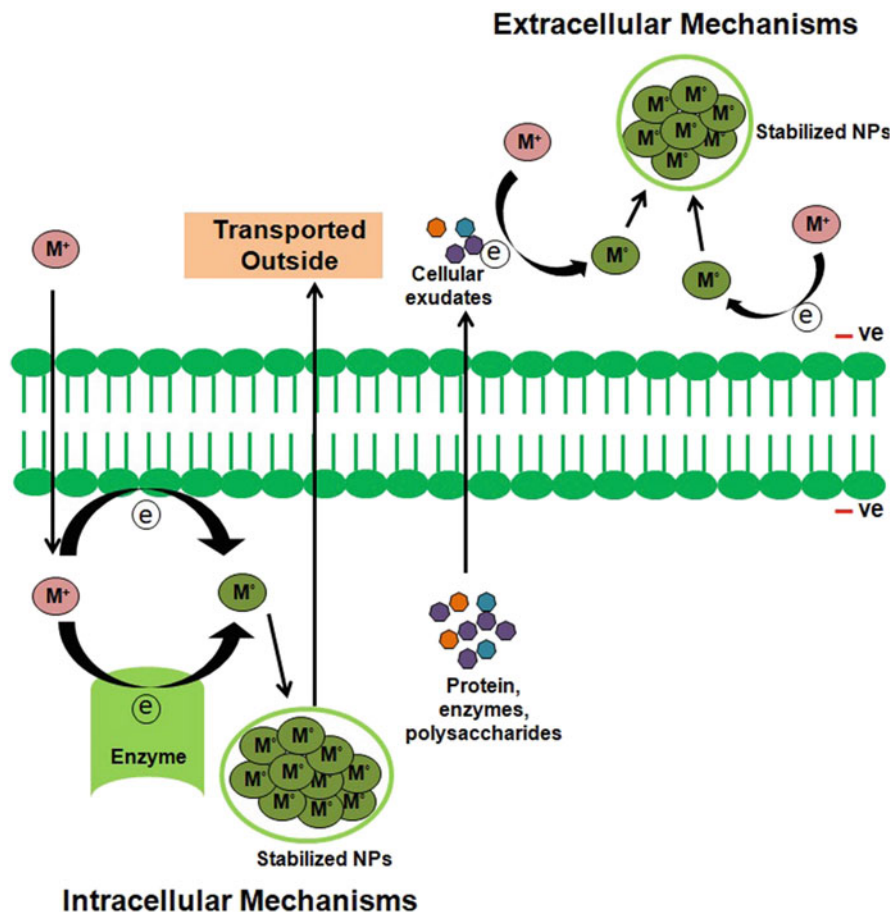 Extracellular Mechanisms
M°
M°
M°
M°
M°
M°
M°
M°
Stabilized NPs
M⁺
M⁺
M⁺
Transported
Outside
e
Cellular
exudates
M°
M°
e
– ve
– ve
e
M⁺
M°
e
Enzyme
Protein,
enzymes,
polysaccharides
M°
M°
M°
M°
M°
M°
M°
M°
M°
M°
Stabilized NPs
Intracellular Mechanisms